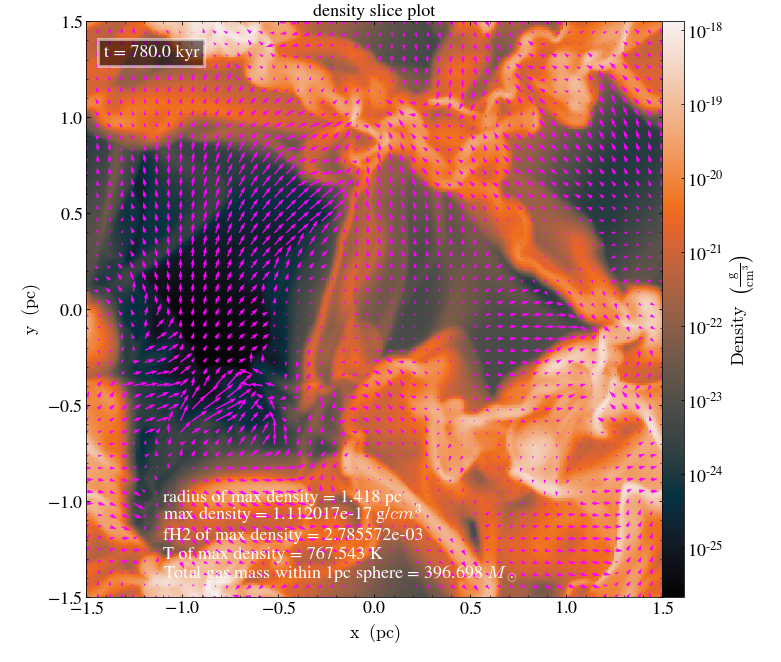 density slice plot
t = 780.0 kyr
1.5
1.0
0.5
0.0
−0.5
−1.0
−1.5
y (pc)
radius of max density = 1.418 pc
max density = 1.112017e-17 g/cm³
fH2 of max density = 2.785572e-03
T of max density = 767.543 K
Total gas mass within 1pc sphere = 396.698 M☉
−1.5 −1.0 −0.5 0.0 0.5 1.0 1.5
x (pc)
10⁻¹⁸
10⁻¹⁹
10⁻²⁰
10⁻²¹
10⁻²²
10⁻²³
10⁻²⁴
10⁻²⁵
Density (g/cm³)